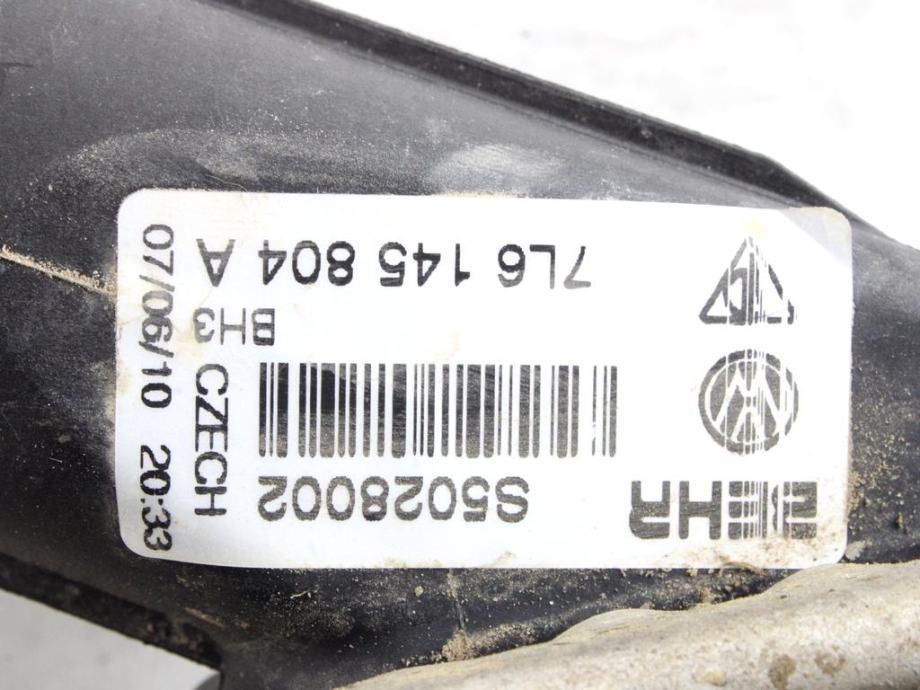 BEHR S5028002
7L6 145 804 A
BH3
CZECH
07/06/10 20:33